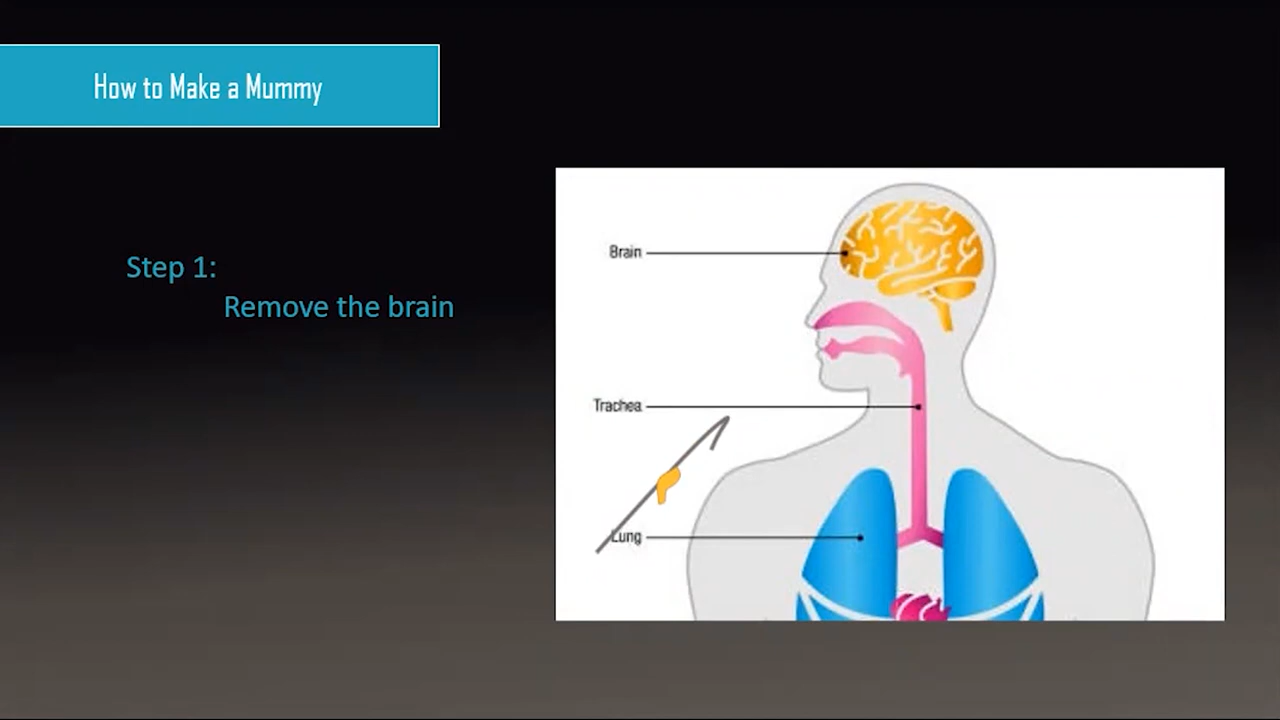 How to Make a Mummy
Step 1:
Remove the brain
Brain
Trachea
Lung